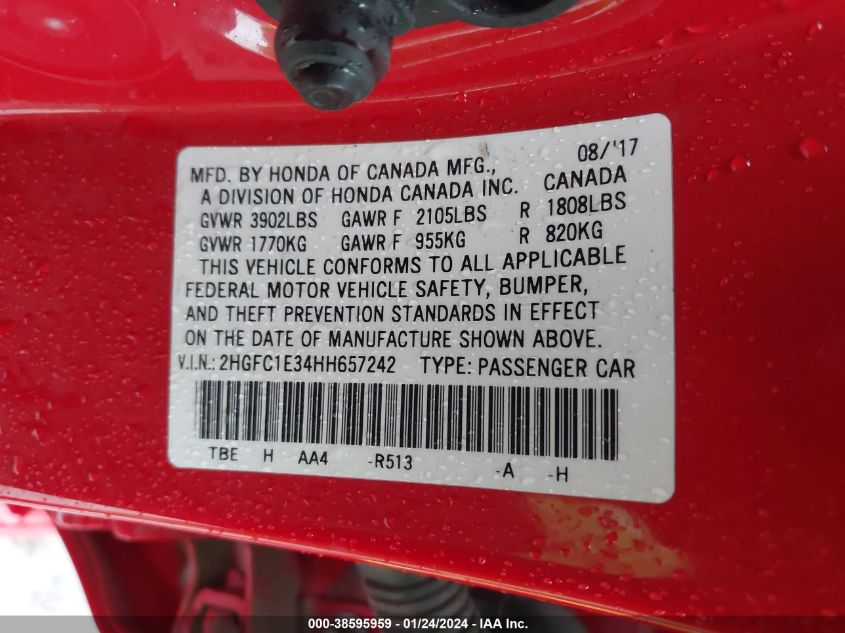 MFD. BY HONDA OF CANADA MFG., 08/'17
A DIVISION OF HONDA CANADA INC. CANADA
GVWR 3902LBS GAWR F 2105LBS R 1808LBS
GVWR 1770KG GAWR F 955KG R 820KG
THIS VEHICLE CONFORMS TO ALL APPLICABLE
FEDERAL MOTOR VEHICLE SAFETY, BUMPER,
AND THEFT PREVENTION STANDARDS IN EFFECT
ON THE DATE OF MANUFACTURE SHOWN ABOVE.
V.I.N.: 2HGFC1E34HH657242 TYPE: PASSENGER CAR
TBE H AA4 -R513 -A -H
000-38595959 - 01/24/2024 - IAA Inc.